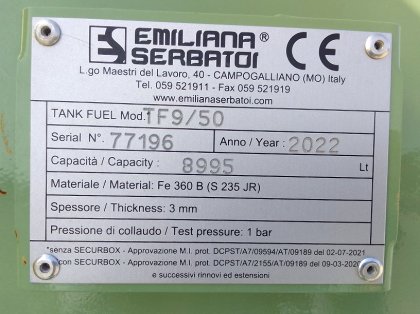 EMILIANA®
SERBATOI
CE
L.go Maestri del Lavoro, 40 - CAMPOGALLIANO (MO) Italy
Tel. 059 521911 - Fax 059 521919
www.emilianaserbatoi.com
TANK FUEL Mod. TF9/50
Serial N°. 77196 Anno / Year : 2022
Capacità / Capacity : 8995 Lt
Materiale / Material: Fe 360 B (S 235 JR)
Spessore / Thickness: 3 mm
Pressione di collaudo / Test pressure: 1 bar
senza SECURBOX - Approvazione M.I. prot. DCPST/A7/09594/AT/09189 del 02-07-2021
con SECURBOX - Approvazione M.I. prot. DCPST/A7/2155/AT/09189 del 09-03-2020
e successivi rinnovi ed estensioni